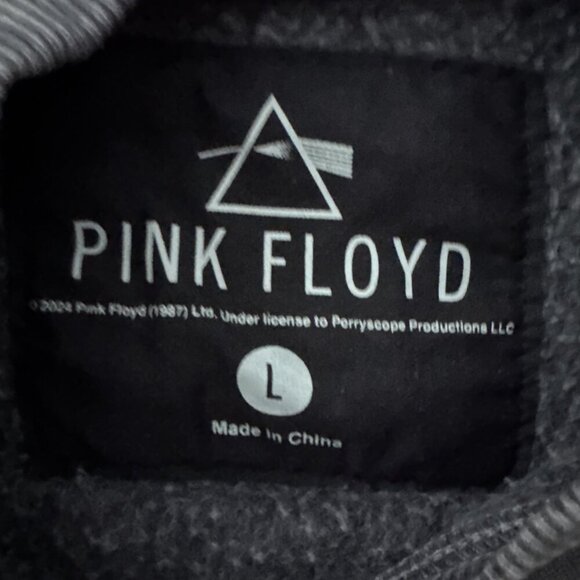 PINK FLOYD
© 2024 Pink Floyd (1987) Ltd. Under license to Perryscope Productions LLC
L
Made in China